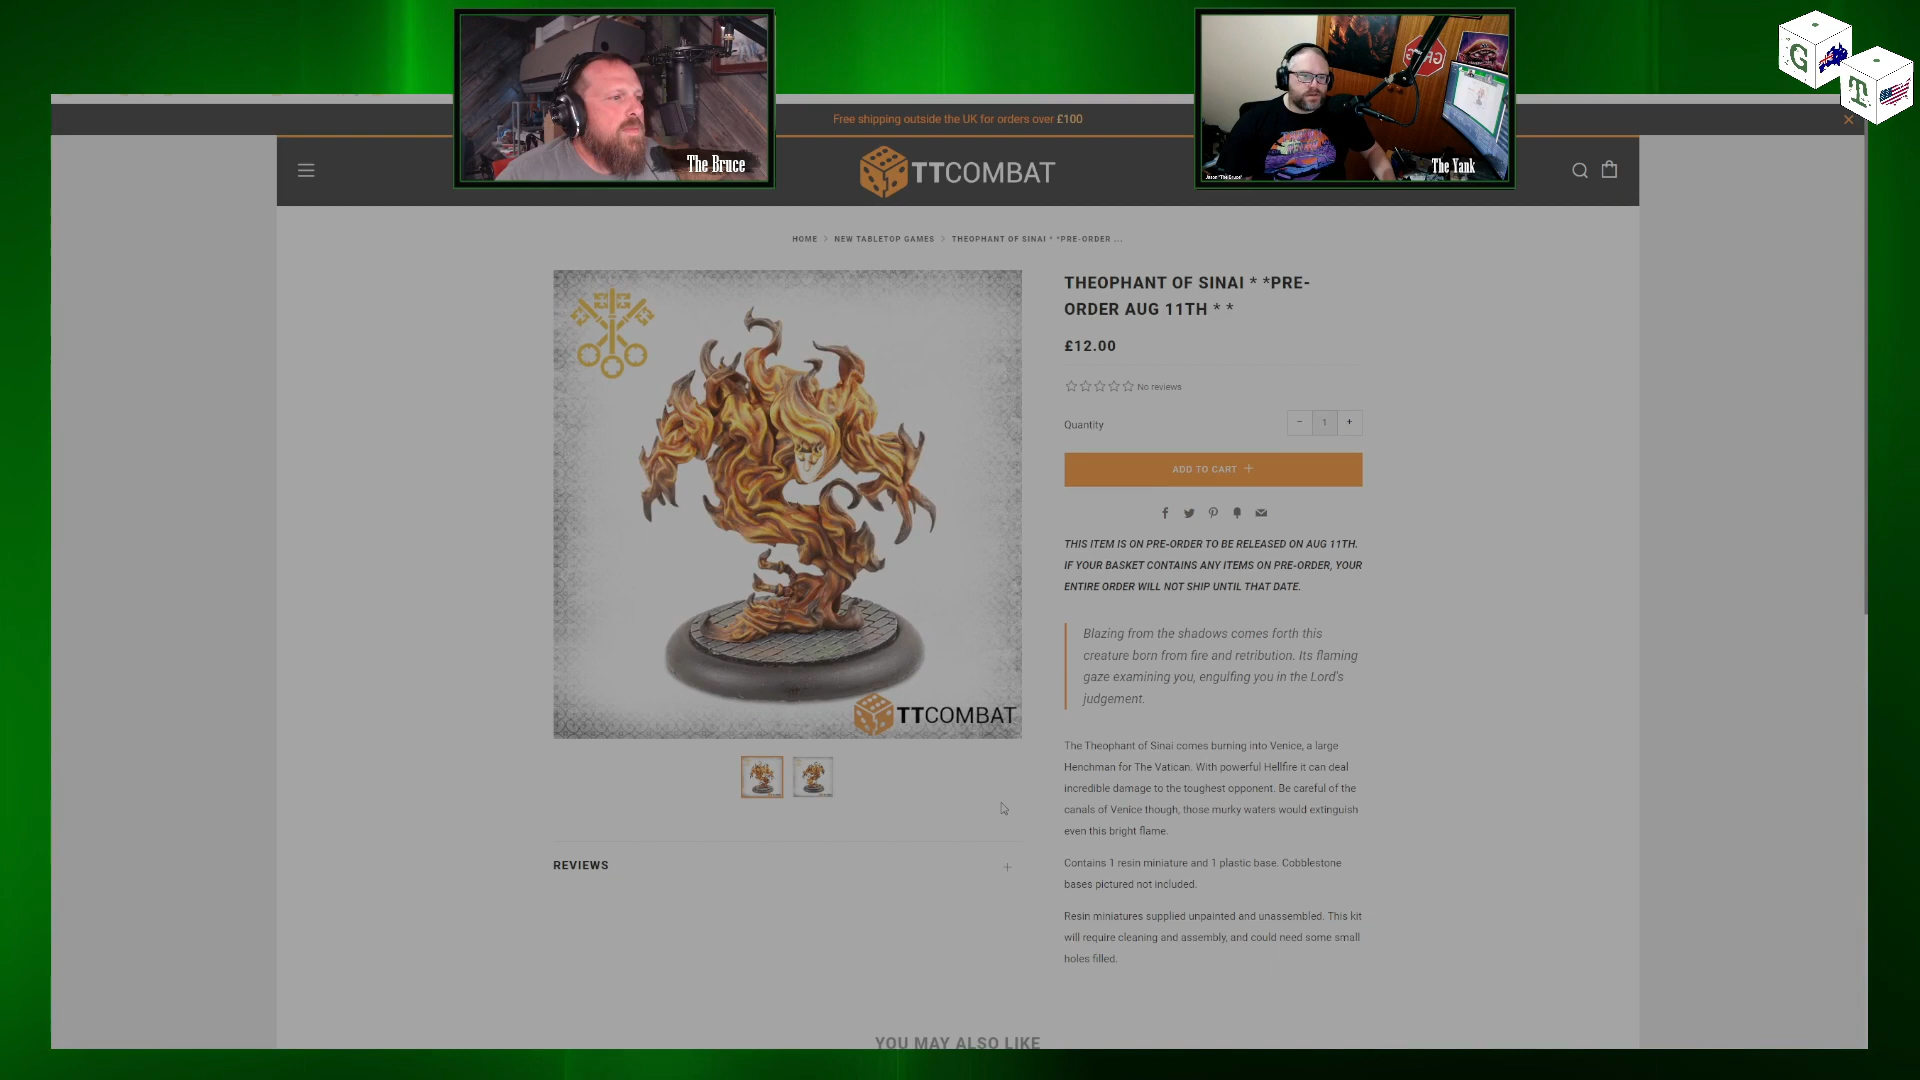 The Bruce
The Yank
Jason "The Bruce"
G
T
Free shipping outside the UK for orders over £100
TTCOMBAT
HOME > NEW TABLETOP GAMES > THEOPHANT OF SINAI * *PRE-ORDER ...
THEOPHANT OF SINAI * *PRE-
ORDER AUG 11TH * *
£12.00
No reviews
Quantity
- 1 +
ADD TO CART +
THIS ITEM IS ON PRE-ORDER TO BE RELEASED ON AUG 11TH.
IF YOUR BASKET CONTAINS ANY ITEMS ON PRE-ORDER, YOUR
ENTIRE ORDER WILL NOT SHIP UNTIL THAT DATE.
Blazing from the shadows comes forth this
creature born from fire and retribution. Its flaming
gaze examining you, engulfing you in the Lord's
judgement.
TTCOMBAT
The Theophant of Sinai comes burning into Venice, a large
Henchman for The Vatican. With powerful Hellfire it can deal
incredible damage to the toughest opponent. Be careful of the
canals of Venice though, those murky waters would extinguish
even this bright flame.
Contains 1 resin miniature and 1 plastic base. Cobblestone
bases pictured not included.
Resin miniatures supplied unpainted and unassembled. This kit
will require cleaning and assembly, and could need some small
holes filled.
REVIEWS +
YOU MAY ALSO LIKE